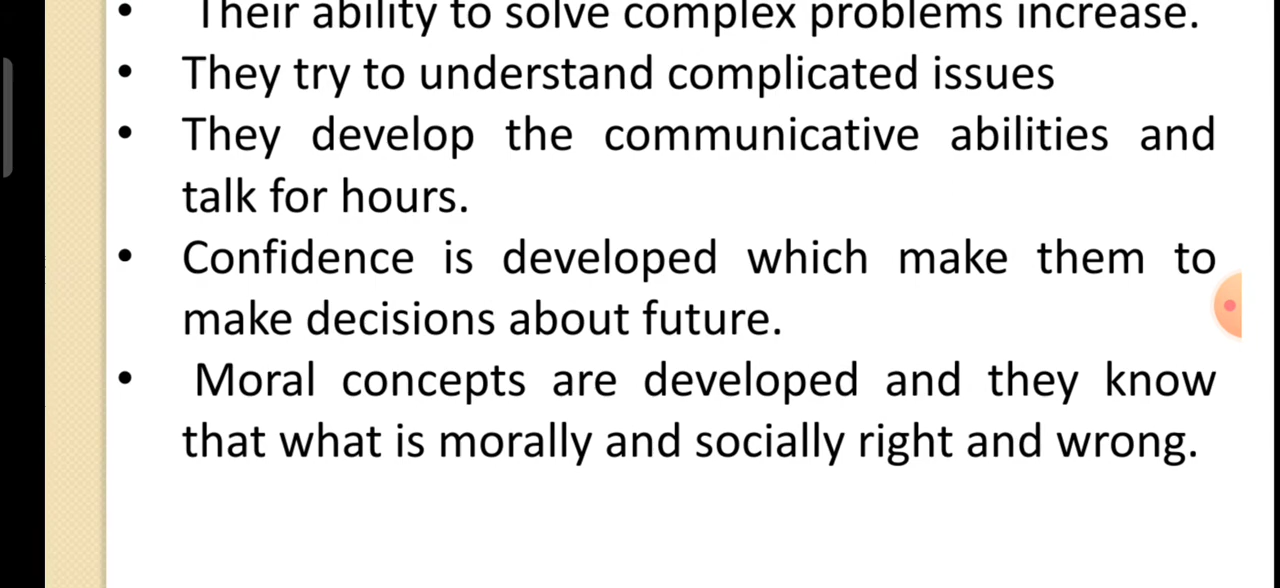 • Their ability to solve complex problems increase.
• They try to understand complicated issues
• They develop the communicative abilities and
talk for hours.
• Confidence is developed which make them to
make decisions about future.
• Moral concepts are developed and they know
that what is morally and socially right and wrong.